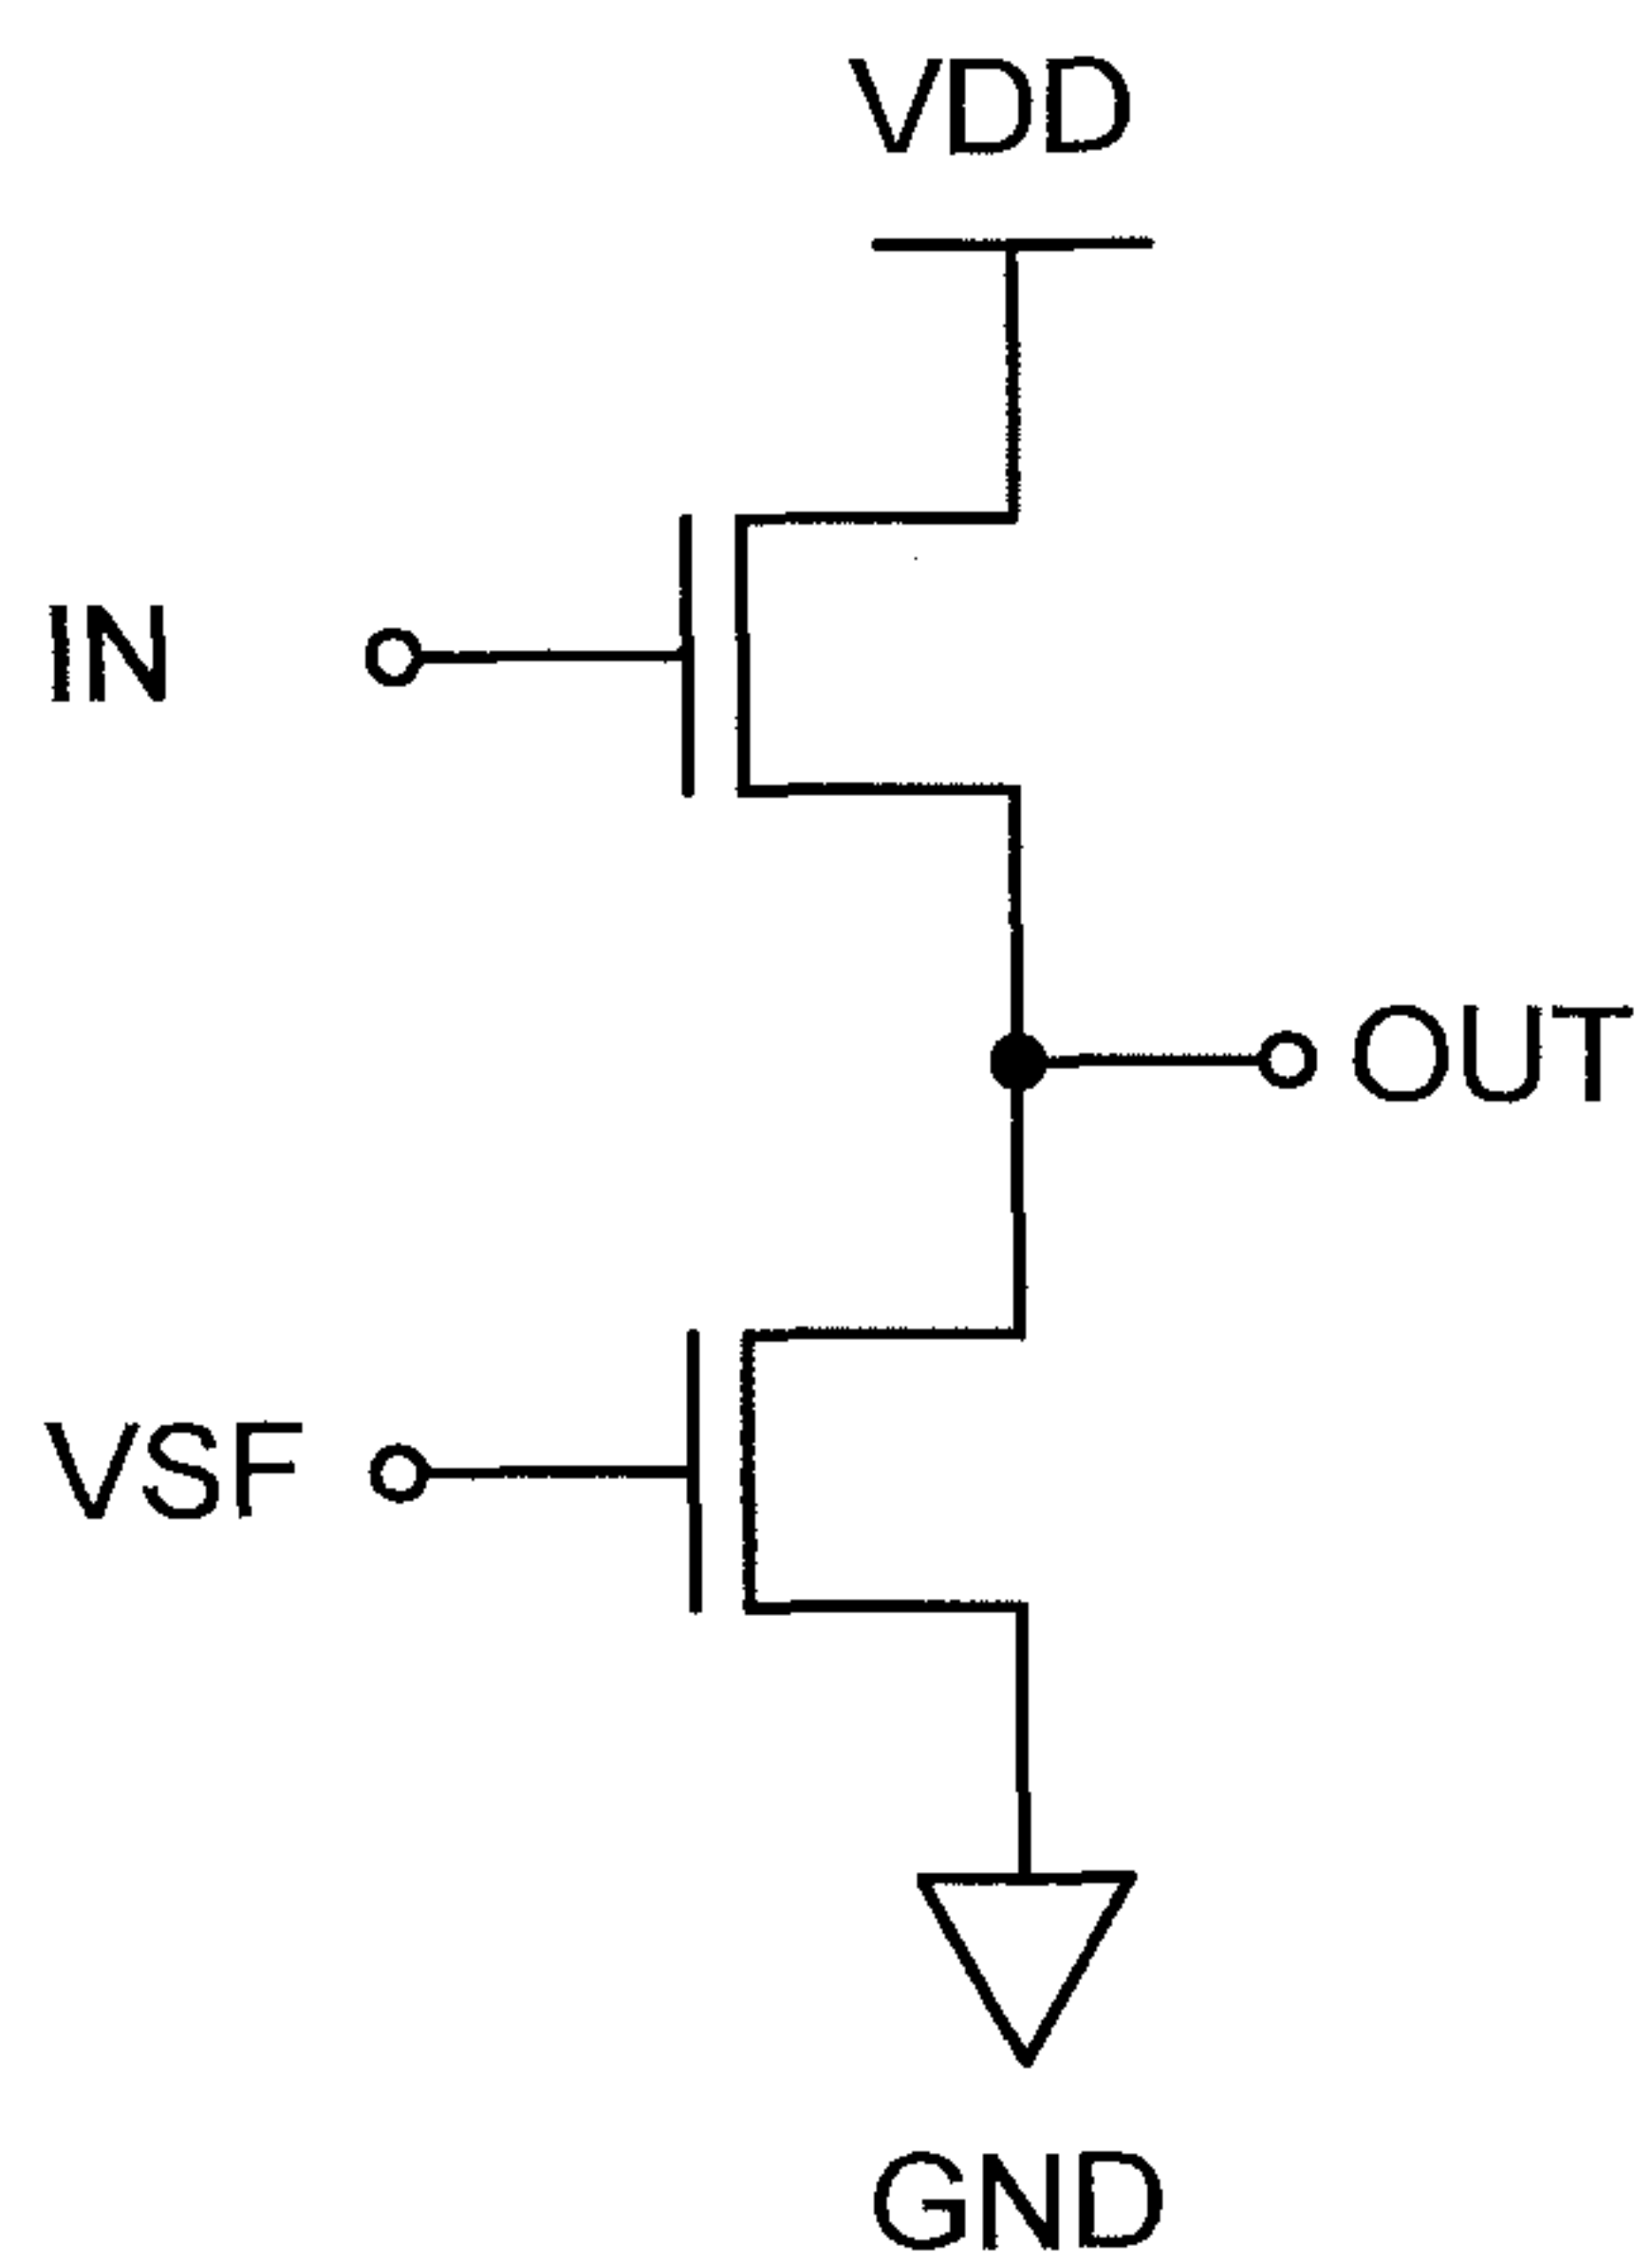 VDD
IN
OUT
VSF
GND